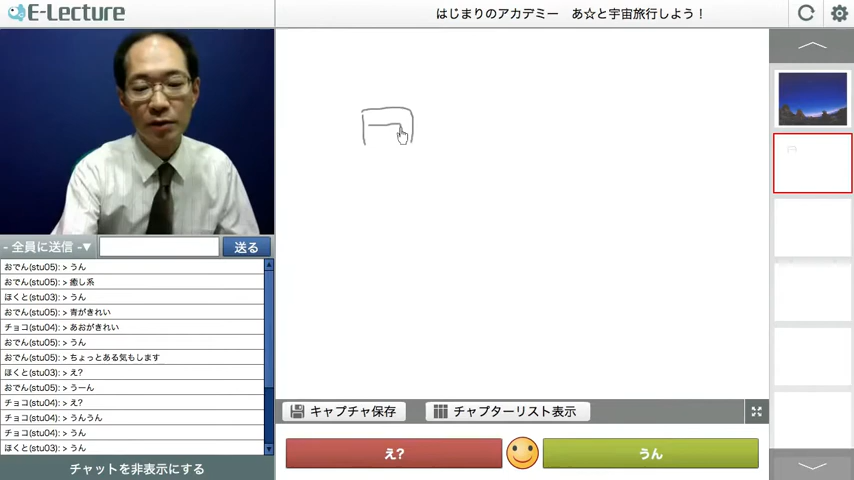 E-Lecture
はじまりのアカデミー　あ☆と宇宙旅行しよう！
- 全員に送信 -▼
送る
おでん(stu05): > うん
おでん(stu05): > 癒し系
ほくと(stu03): > うん
おでん(stu05): > 青がきれい
チョコ(stu04): > あおがきれい
おでん(stu05): > うん
おでん(stu05): > ちょっとある気もします
ほくと(stu03): > え?
おでん(stu05): > うーん
チョコ(stu04): > え?
チョコ(stu04): > うんうん
チョコ(stu04): > うん
ほくと(stu03): > うん
チャットを非表示にする
キャプチャ保存
チャプターリスト表示
え?
うん